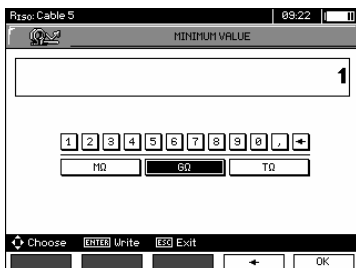 RISO: Cable 5 09:22
MINIMUM VALUE
1
1 2 3 4 5 6 7 8 9 0 , ←
MΩ GΩ TΩ
Choose ENTER Write ESC Exit
← OK